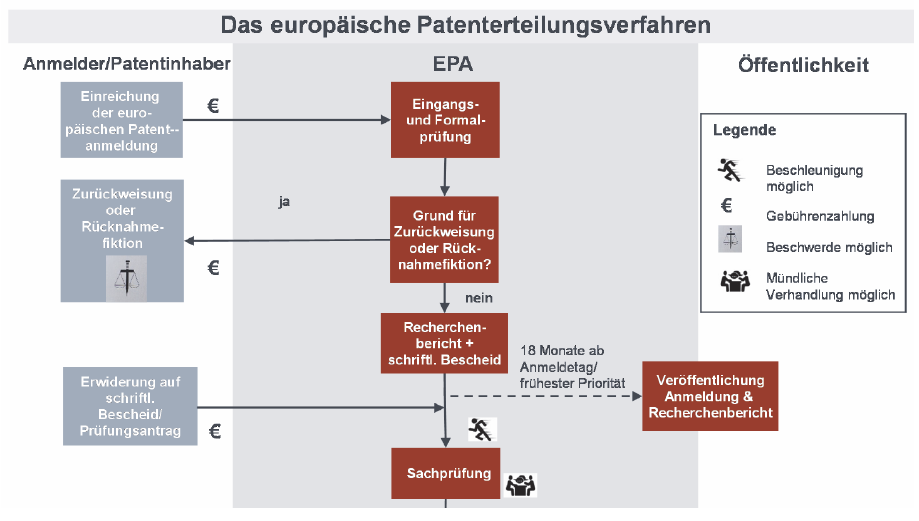 Das europäische Patenterteilungsverfahren
Anmelder/Patentinhaber
EPA
Öffentlichkeit
Einreichung
der euro-
päischen Patent--
anmeldung
€
Eingangs-
und Formal-
prüfung
Legende
Beschleunigung
möglich
€
Gebührenzahlung
Beschwerde möglich
Mündliche
Verhandlung möglich
Zurückweisung
oder
Rücknahme-
fiktion
ja
€
Grund für
Zurückweisung
oder Rück-
nahmefiktion?
nein
Recherchen-
bericht +
schriftl. Bescheid
18 Monate ab
Anmeldetag/
frühester Priorität
Veröffentlichung
Anmeldung &
Recherchenbericht
Erwiderung auf
schriftl.
Bescheid/
Prüfungsantrag
€
Sachprüfung